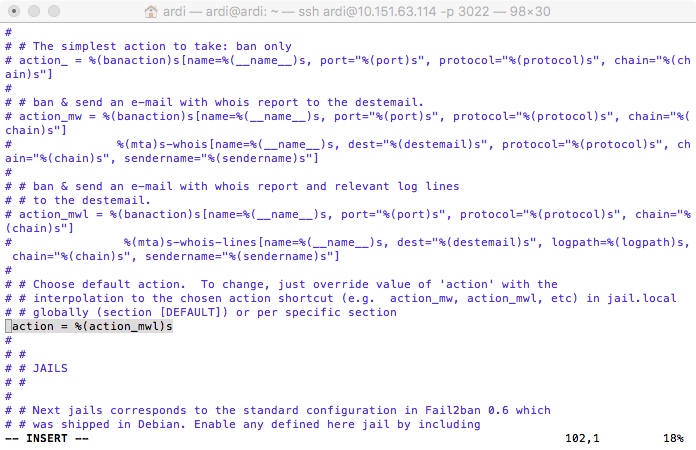 ardi — ardi@ardi: ~ — ssh ardi@10.151.63.114 -p 3022 — 98×30
#
# # The simplest action to take: ban only
# action_ = %(banaction)s[name=%(__name__)s, port="%(port)s", protocol="%(protocol)s", chain="%(ch
ain)s"]
#
# # ban & send an e-mail with whois report to the destemail.
# action_mw = %(banaction)s[name=%(__name__)s, port="%(port)s", protocol="%(protocol)s", chain="%(
chain)s"]
#              %(mta)s-whois[name=%(__name__)s, dest="%(destemail)s", protocol="%(protocol)s", ch
ain="%(chain)s", sendername="%(sendername)s"]
#
# # ban & send an e-mail with whois report and relevant log lines
# # to the destemail.
# action_mwl = %(banaction)s[name=%(__name__)s, port="%(port)s", protocol="%(protocol)s", chain="%
(chain)s"]
#               %(mta)s-whois-lines[name=%(__name__)s, dest="%(destemail)s", logpath=%(logpath)s,
 chain="%(chain)s", sendername="%(sendername)s"]
#
# # Choose default action.  To change, just override value of 'action' with the
# # interpolation to the chosen action shortcut (e.g.  action_mw, action_mwl, etc) in jail.local
# # globally (section [DEFAULT]) or per specific section
action = %(action_mwl)s
#
# #
# # JAILS
# #
#
# # Next jails corresponds to the standard configuration in Fail2ban 0.6 which
# # was shipped in Debian. Enable any defined here jail by including
-- INSERT -- 102,1 18%